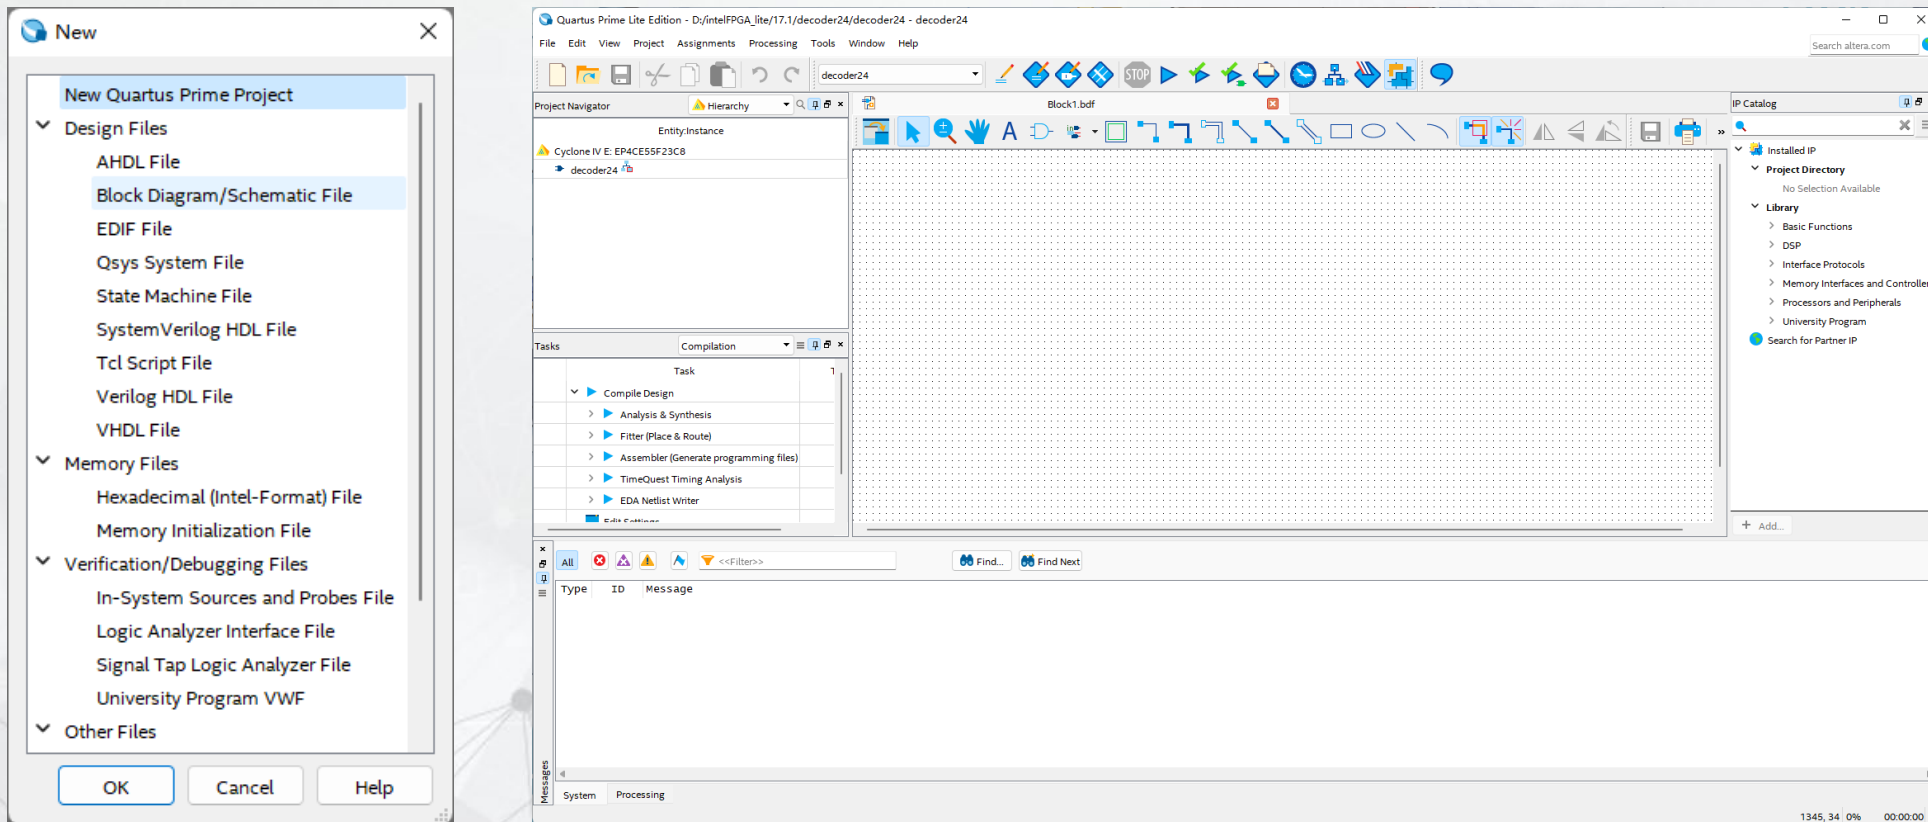 New
New Quartus Prime Project
Design Files
AHDL File
Block Diagram/Schematic File
EDIF File
Qsys System File
State Machine File
SystemVerilog HDL File
Tcl Script File
Verilog HDL File
VHDL File
Memory Files
Hexadecimal (Intel-Format) File
Memory Initialization File
Verification/Debugging Files
In-System Sources and Probes File
Logic Analyzer Interface File
Signal Tap Logic Analyzer File
University Program VWF
Other Files
OK Cancel Help
Quartus Prime Lite Edition - D:/intelFPGA_lite/17.1/decoder24/decoder24 - decoder24
File Edit View Project Assignments Processing Tools Window Help
Search altera.com
decoder24
STOP
Project Navigator Hierarchy
Entity:Instance
Cyclone IV E: EP4CE55F23C8
decoder24
Tasks Compilation
Task
Compile Design
Analysis & Synthesis
Fitter (Place & Route)
Assembler (Generate programming files)
TimeQuest Timing Analysis
EDA Netlist Writer
Edit Settings
Block1.bdf
A
»
IP Catalog
Installed IP
Project Directory
No Selection Available
Library
Basic Functions
DSP
Interface Protocols
Memory Interfaces and Controller
Processors and Peripherals
University Program
Search for Partner IP
+ Add...
All <<Filter>> Find... Find Next
Type ID Message
Messages
System Processing
1345, 34 0% 00:00:00